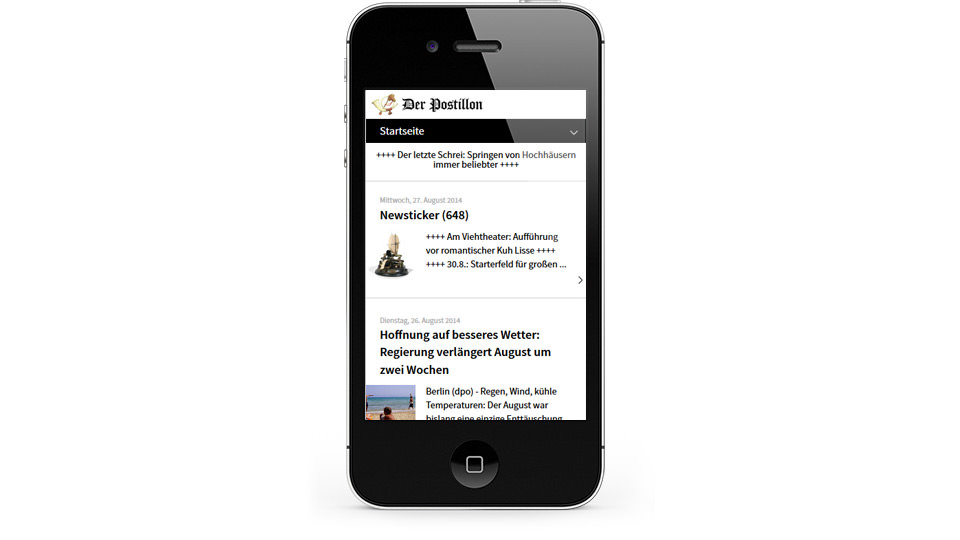 Der Postillon
Startseite
++++ Der letzte Schrei: Springen von Hochhäusern
immer beliebter ++++
Mittwoch, 27. August 2014
Newsticker (648)
++++ Am Viehtheater: Aufführung
vor romantischer Kuh Lisse ++++
++++ 30.8.: Starterfeld für großen ...
Dienstag, 26. August 2014
Hoffnung auf besseres Wetter:
Regierung verlängert August um
zwei Wochen
Berlin (dpo) - Regen, Wind, kühle
Temperaturen: Der August war
bislang eine einzige Enttäuschung